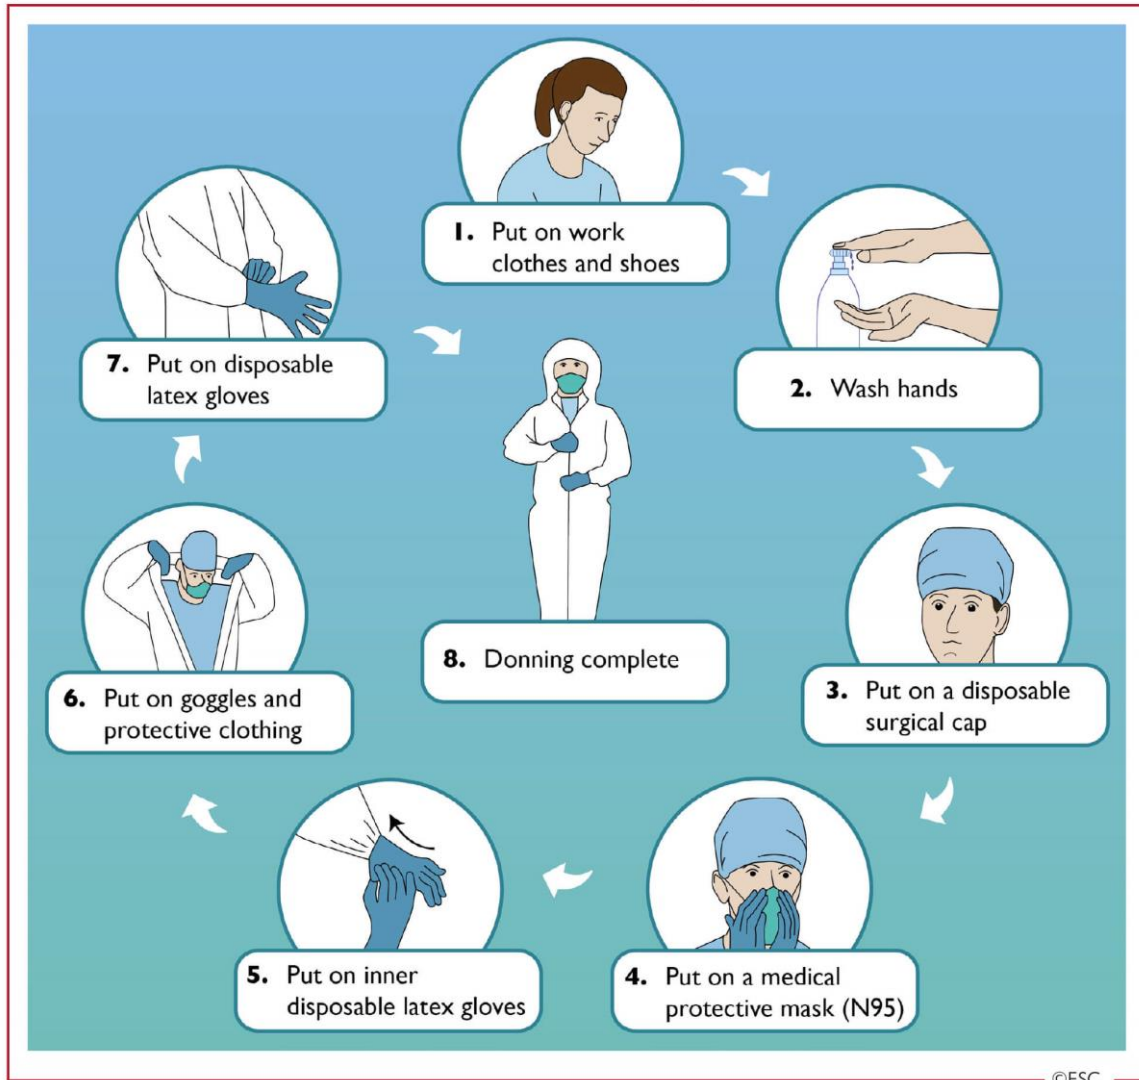 1. Put on work
clothes and shoes
2. Wash hands
3. Put on a disposable
surgical cap
4. Put on a medical
protective mask (N95)
5. Put on inner
disposable latex gloves
6. Put on goggles and
protective clothing
7. Put on disposable
latex gloves
8. Donning complete
©ESC